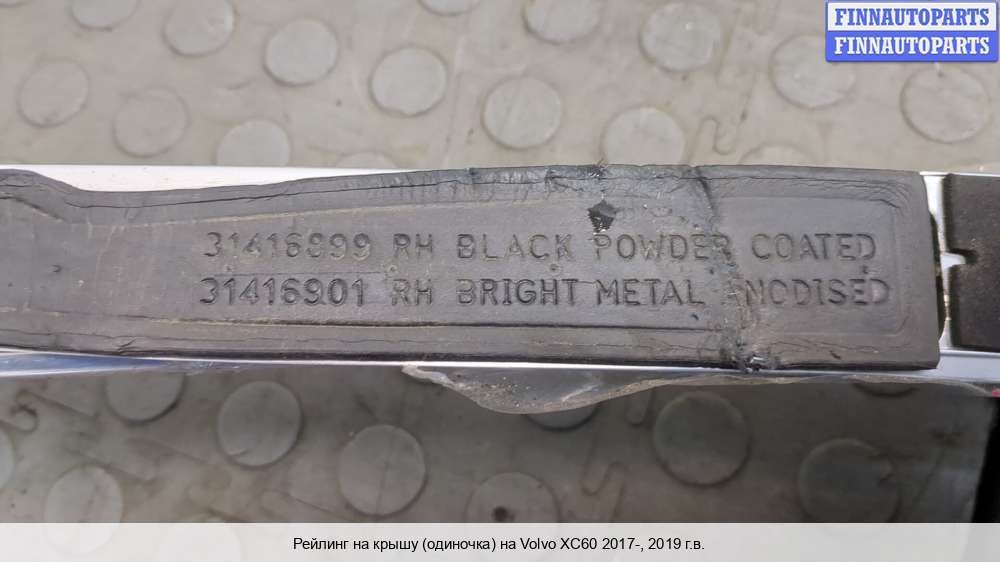 FINNAUTOPARTS
FINNAUTOPARTS
31416899 RH BLACK POWDER COATED
31416901 RH BRIGHT METAL ANODISED
Рейлинг на крышу (одиночка) на Volvo XC60 2017-, 2019 г.в.